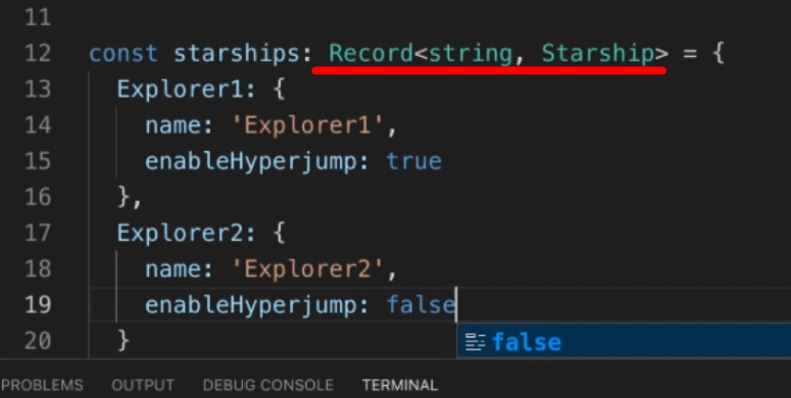 11
12 const starships: Record<string, Starship> = {
13 Explorer1: {
14 name: 'Explorer1',
15 enableHyperjump: true
16 },
17 Explorer2: {
18 name: 'Explorer2',
19 enableHyperjump: false
false
20 }
PROBLEMS OUTPUT DEBUG CONSOLE TERMINAL